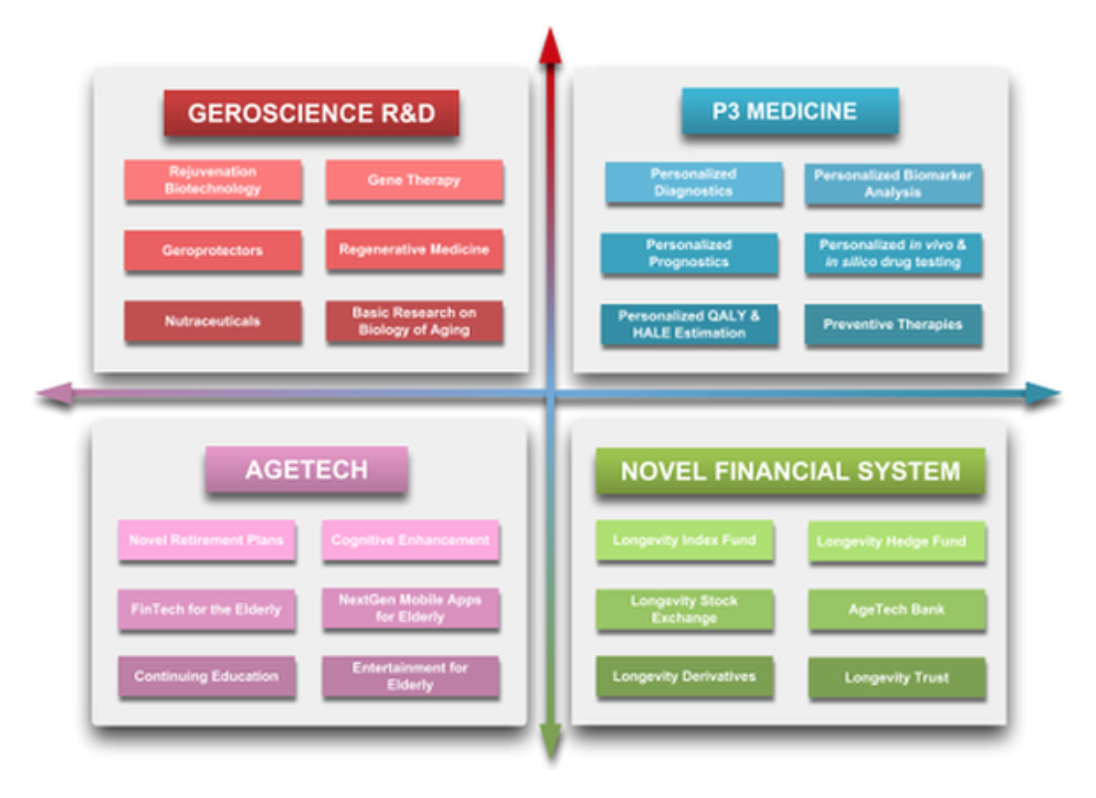 GEROSCIENCE R&D
Rejuvenation
Biotechnology
Gene Therapy
Geroprotectors
Regenerative Medicine
Nutraceuticals
Basic Research on
Biology of Aging
P3 MEDICINE
Personalized
Diagnostics
Personalized Biomarker
Analysis
Personalized
Prognostics
Personalized in vivo &
in silico drug testing
Personalized QALY &
HALE Estimation
Preventive Therapies
AGETECH
Novel Retirement Plans
Cognitive Enhancement
FinTech for the Elderly
NextGen Mobile Apps
for Elderly
Continuing Education
Entertainment for
Elderly
NOVEL FINANCIAL SYSTEM
Longevity Index Fund
Longevity Hedge Fund
Longevity Stock
Exchange
AgeTech Bank
Longevity Derivatives
Longevity Trust